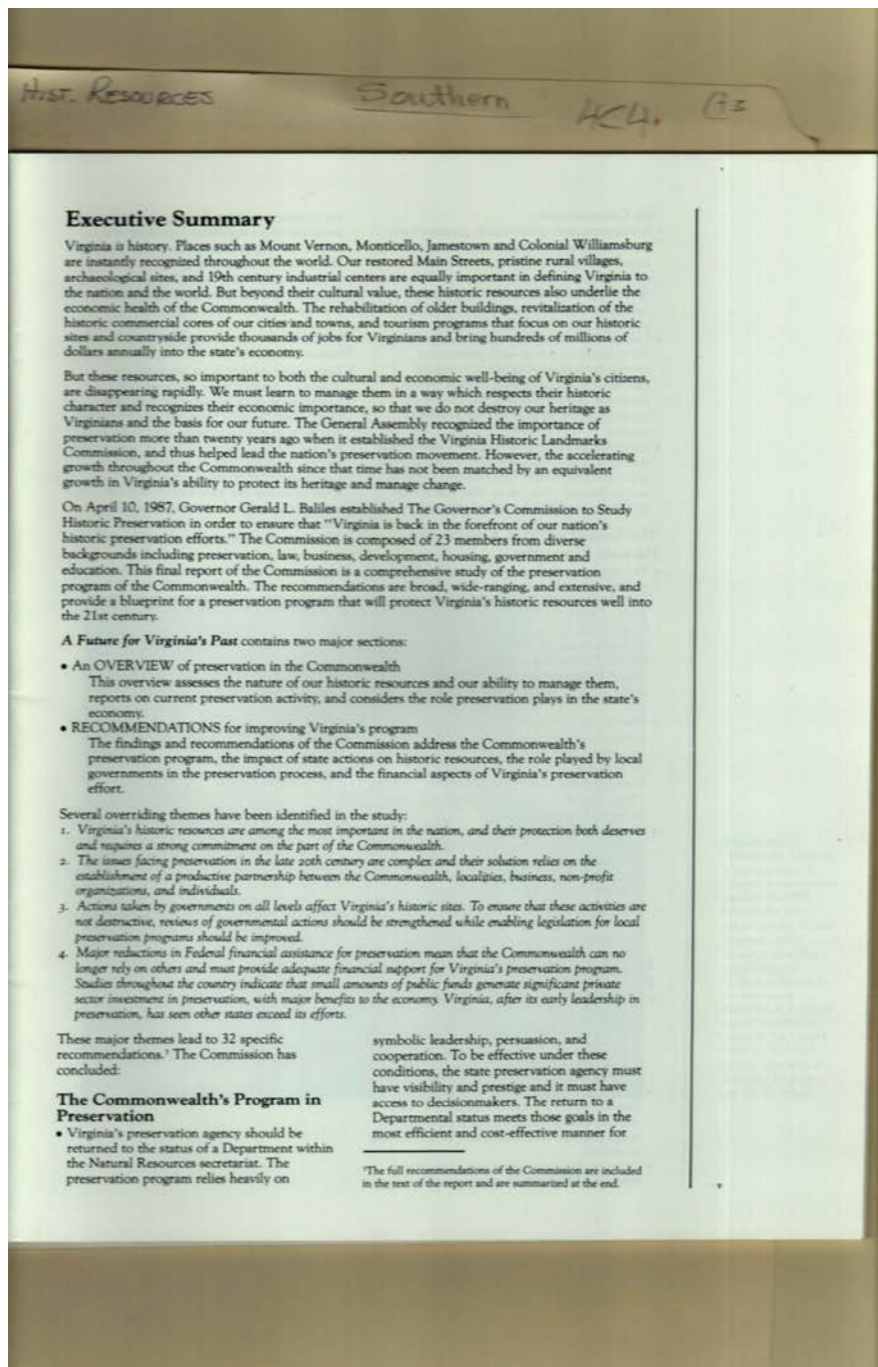 HIST. RESOURCES Southern 4C4.
Executive Summary
Virginia is history. Places such as Mount Vernon, Monticello, Jamestown and Colonial Williamsburg
are instantly recognized throughout the world. Our restored Main Streets, pristine rural villages,
archaeological sites, and 19th century industrial centers are equally important in defining Virginia to
the nation and the world. But beyond their cultural value, these historic resources also underlie the
economic health of the Commonwealth. The rehabilitation of older buildings, revitalization of the
historic commercial cores of our cities and towns, and tourism programs that focus on our historic
sites and countryside provide thousands of jobs for Virginians and bring hundreds of millions of
dollars annually into the state's economy.
But these resources, so important to both the cultural and economic well-being of Virginia's citizens,
are disappearing rapidly. We must learn to manage them in a way which respects their historic
character and recognizes their economic importance, so that we do not destroy our heritage as
Virginians and the basis for our future. The General Assembly recognized the importance of
preservation more than twenty years ago when it established the Virginia Historic Landmarks
Commission, and thus helped lead the nation's preservation movement. However, the accelerating
growth throughout the Commonwealth since that time has not been matched by an equivalent
growth in Virginia's ability to protect its heritage and manage change.
On April 10, 1987, Governor Gerald L. Baliles established The Governor's Commission to Study
Historic Preservation in order to ensure that "Virginia is back in the forefront of our nation's
historic preservation efforts." The Commission is composed of 23 members from diverse
backgrounds including preservation, law, business, development, housing, government and
education. This final report of the Commission is a comprehensive study of the preservation
program of the Commonwealth. The recommendations are broad, wide-ranging, and extensive, and
provide a blueprint for a preservation program that will protect Virginia's historic resources well into
the 21st century.
A Future for Virginia's Past contains two major sections:
• An OVERVIEW of preservation in the Commonwealth
This overview assesses the nature of our historic resources and our ability to manage them,
reports on current preservation activity, and considers the role preservation plays in the state's
economy.
• RECOMMENDATIONS for improving Virginia's program
The findings and recommendations of the Commission address the Commonwealth's
preservation program, the impact of state actions on historic resources, the role played by local
governments in the preservation process, and the financial aspects of Virginia's preservation
effort.
Several overriding themes have been identified in the study:
1. Virginia's historic resources are among the most important in the nation, and their protection both deserves
and requires a strong commitment on the part of the Commonwealth.
2. The issues facing preservation in the late 20th century are complex and their solution relies on the
establishment of a productive partnership between the Commonwealth, localities, business, non-profit
organizations, and individuals.
3. Actions taken by governments on all levels affect Virginia's historic sites. To ensure that these activities are
not destructive, reviews of governmental actions should be strengthened while enabling legislation for local
preservation programs should be improved.
4. Major reductions in Federal financial assistance for preservation mean that the Commonwealth can no
longer rely on others and must provide adequate financial support for Virginia's preservation program.
Studies throughout the country indicate that small amounts of public funds generate significant private
sector investment in preservation, with major benefits to the economy. Virginia, after its early leadership in
preservation, has seen other states exceed its efforts.
These major themes lead to 32 specific
recommendations.¹ The Commission has
concluded:
The Commonwealth's Program in
Preservation
• Virginia's preservation agency should be
returned to the status of a Department within
the Natural Resources secretariat. The
preservation program relies heavily on
symbolic leadership, persuasion, and
cooperation. To be effective under these
conditions, the state preservation agency must
have visibility and prestige and it must have
access to decisionmakers. The return to a
Departmental status meets those goals in the
most efficient and cost-effective manner for
¹The full recommendations of the Commission are included
in the text of the report and are summarized at the end.
v